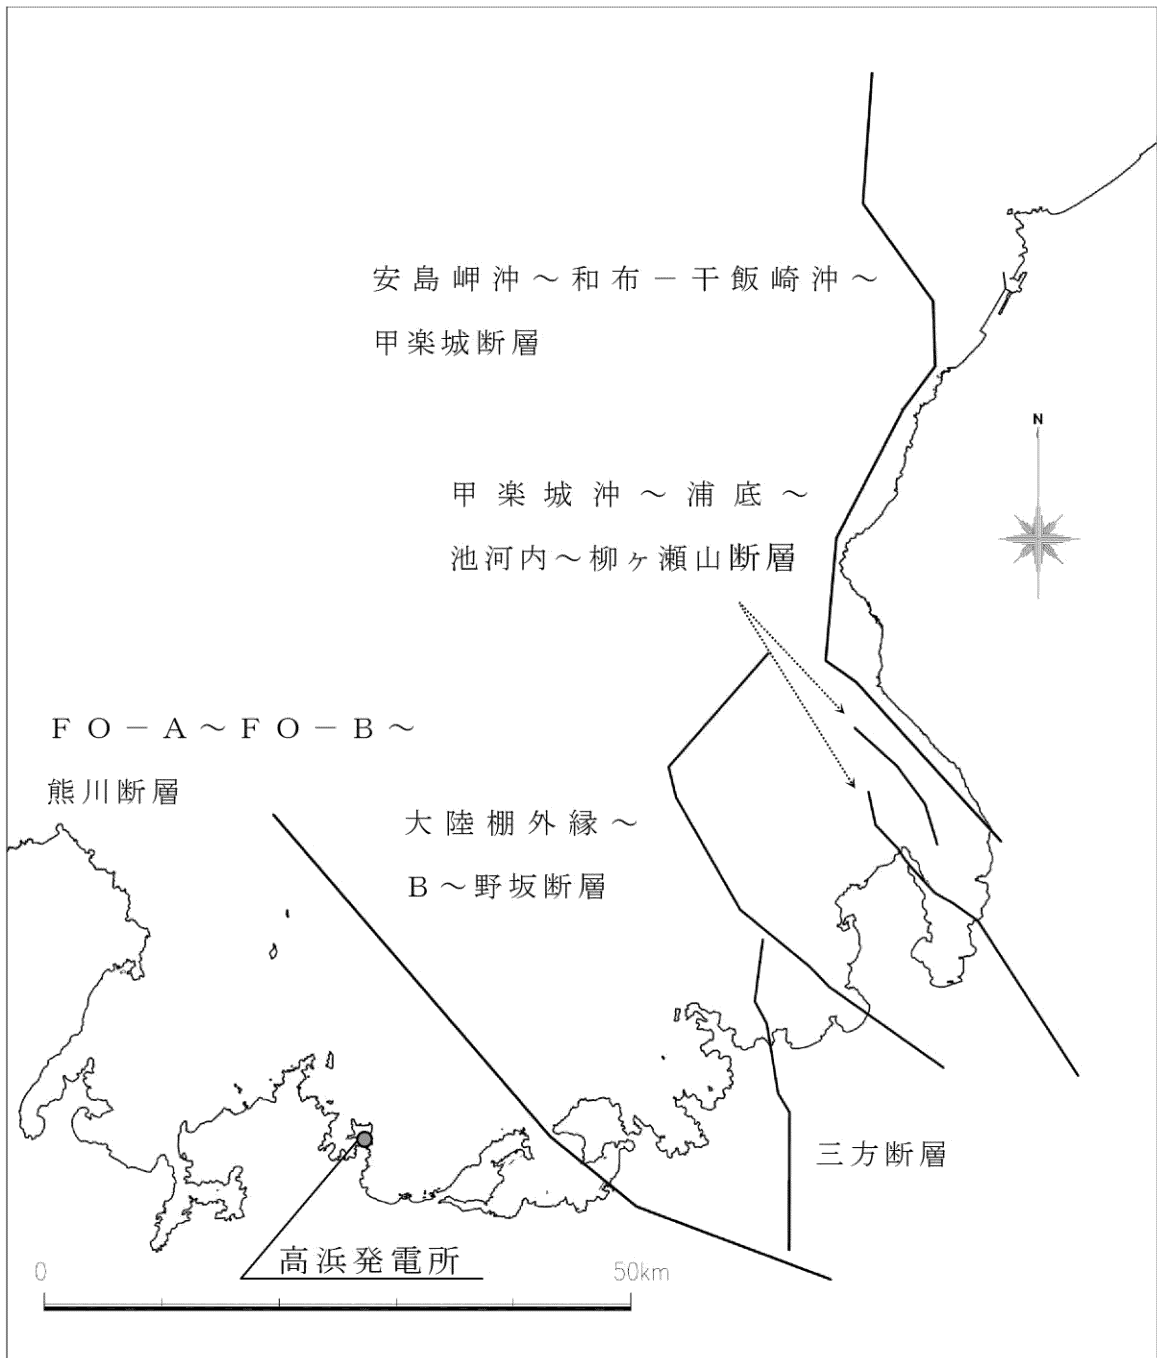 安島岬沖～和布－干飯崎沖～
甲楽城断層
N
甲楽城沖～浦底～
池河内～柳ヶ瀬山断層
ＦＯ－Ａ～ＦＯ－Ｂ～
熊川断層
大陸棚外縁～
Ｂ～野坂断層
三方断層
高浜発電所
0
50km